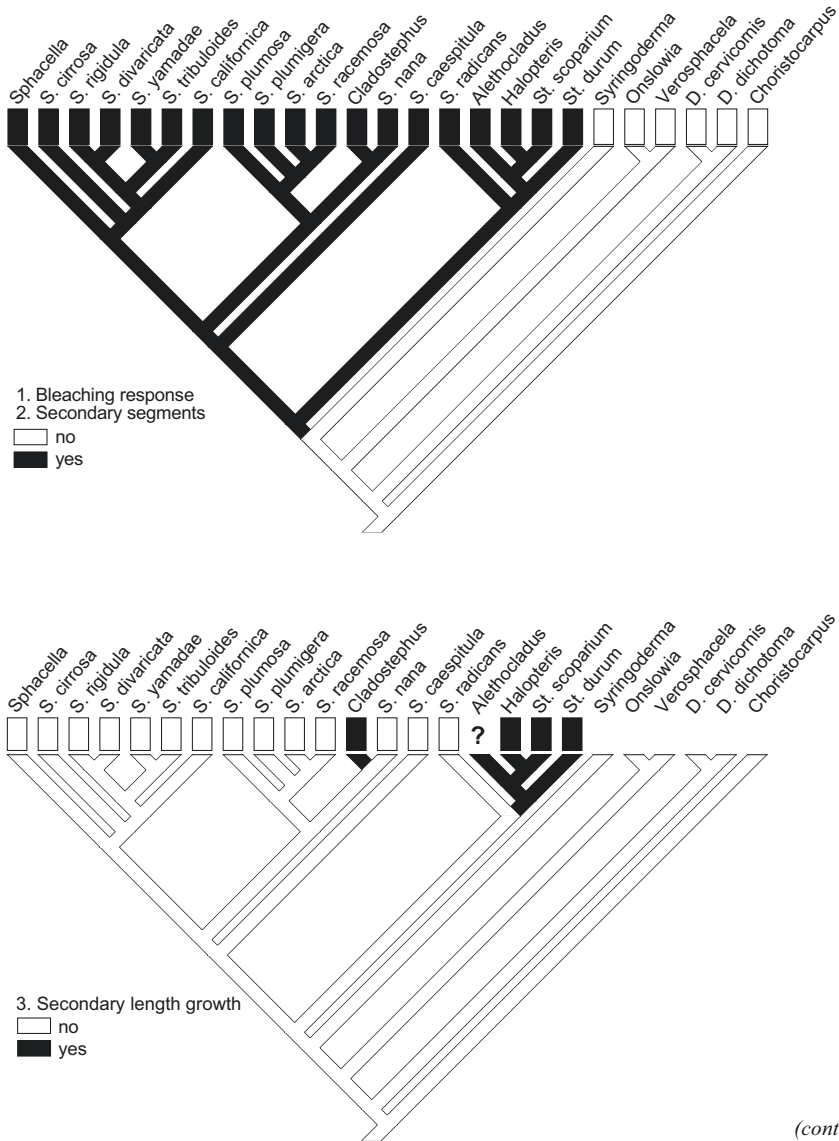 Sphacella
S. cirrosa
S. rigidula
S. divaricata
S. yamadae
S. tribuloides
S. californica
S. plumosa
S. plumigera
S. arctica
S. racemosa
Cladostephus
S. nana
S. caespitula
S. radicans
Alethocladus
Halopteris
St. scoparium
St. durum
Syringoderma
Onslowia
Verosphacela
D. cervicornis
D. dichotoma
Choristocarpus
1. Bleaching response
2. Secondary segments
no
yes
Sphacella
S. cirrosa
S. rigidula
S. divaricata
S. yamadae
S. tribuloides
S. californica
S. plumosa
S. plumigera
S. arctica
S. racemosa
Cladostephus
S. nana
S. caespitula
S. radicans
Alethocladus
Halopteris
St. scoparium
St. durum
Syringoderma
Onslowia
Verosphacela
D. cervicornis
D. dichotoma
Choristocarpus
?
3. Secondary length growth
no
yes
(cont